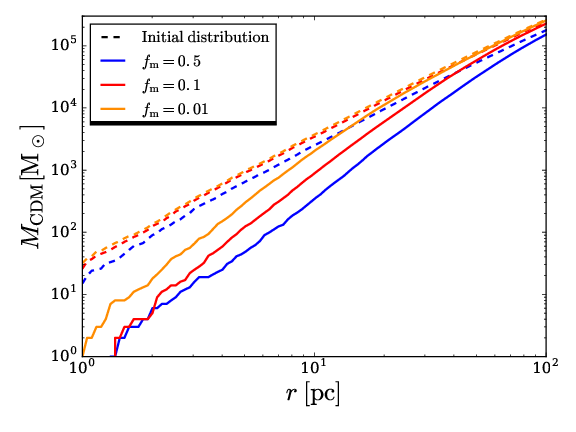 Initial distribution
f_m = 0.5
f_m = 0.1
f_m = 0.01
M_CDM [M_⊙]
10^5
10^4
10^3
10^2
10^1
10^0
10^0 10^1 10^2
r [pc]